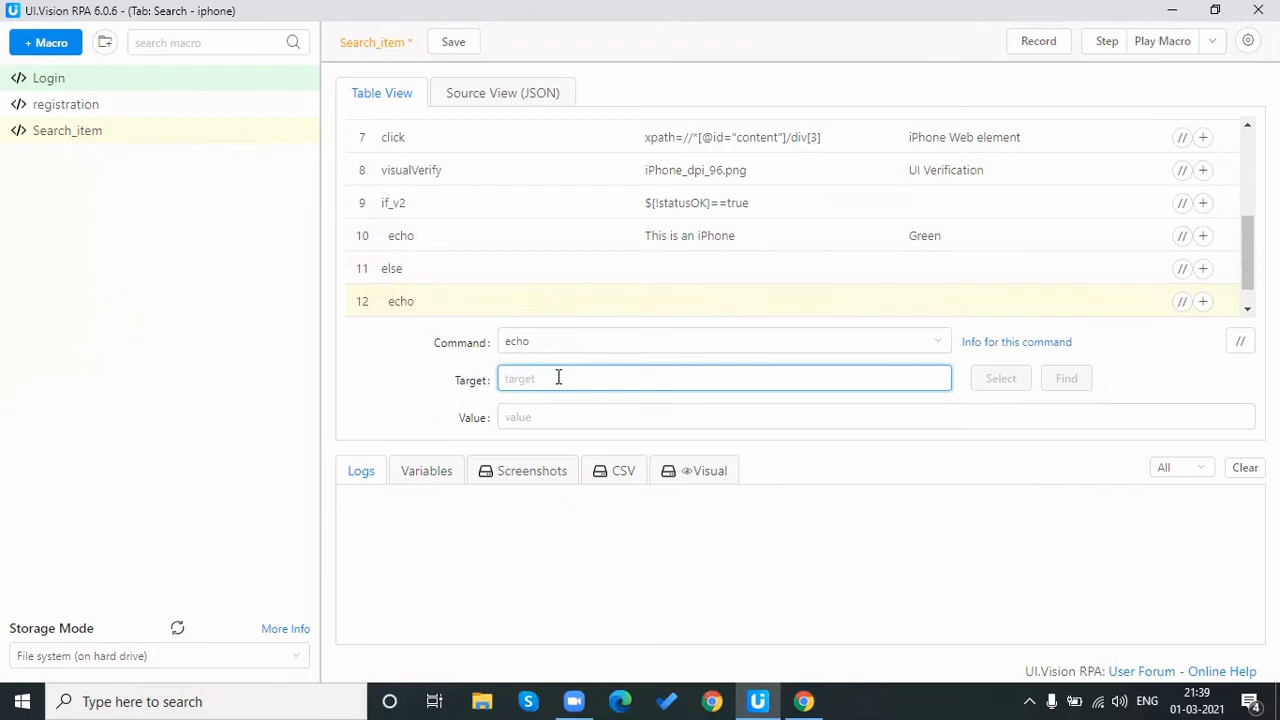 UI.Vision RPA 6.0.6 - (Tab: Search - iphone)
+ Macro
search macro
Search_item *
Save
Record
Step
Play Macro
Login
registration
Search_item
Table View
Source View (JSON)
7 click xpath=//*[@id="content"]/div[3] iPhone Web element // +
8 visualVerify iPhone_dpi_96.png UI Verification // +
9 if_v2 ${!statusOK}==true // +
10 echo This is an iPhone Green // +
11 else // +
12 echo // +
Command: echo Info for this command //
Target: target Select Find
Value: value
Logs Variables Screenshots CSV Visual All Clear
Storage Mode More Info
File system (on hard drive)
UI.Vision RPA: User Forum - Online Help
Type here to search
ENG
21:39
01-03-2021
4